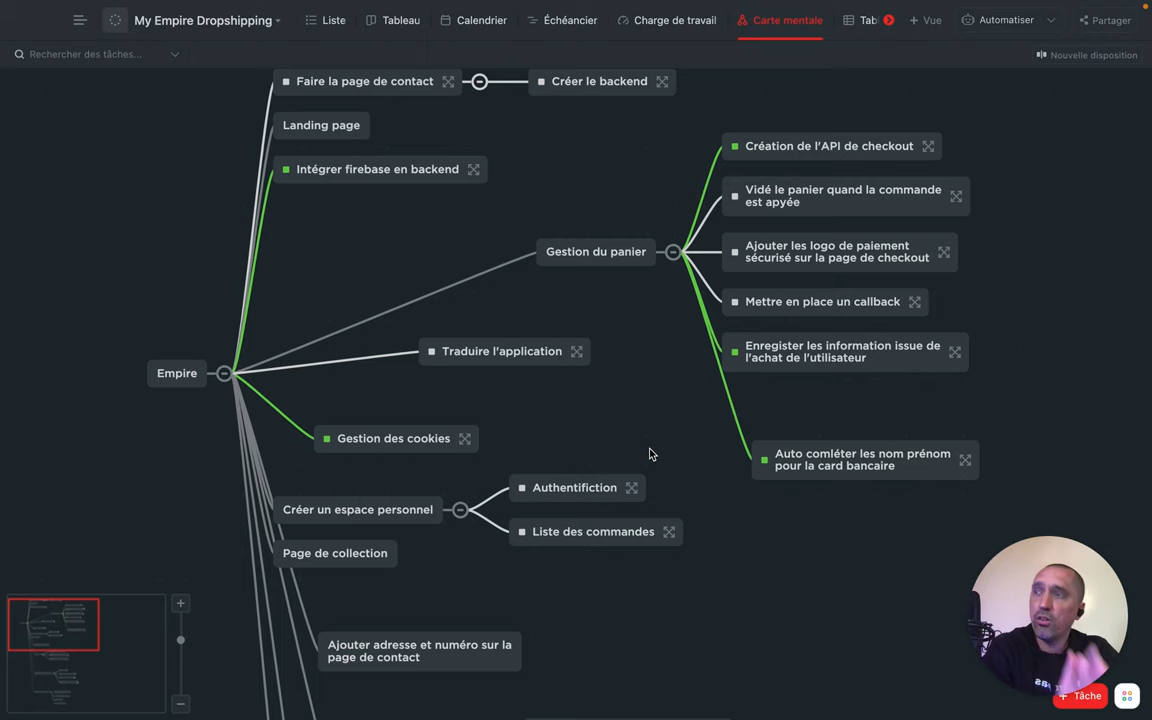 My Empire Dropshipping
Liste
Tableau
Calendrier
Échéancier
Charge de travail
Carte mentale
Tab
Vue
Automatiser
Partager
Rechercher des tâches...
Nouvelle disposition
Faire la page de contact
Créer le backend
Landing page
Intégrer firebase en backend
Création de l'API de checkout
Vidé le panier quand la commande
est apyée
Gestion du panier
Ajouter les logo de paiement
sécurisé sur la page de checkout
Mettre en place un callback
Traduire l'application
Enregister les information issue de
l'achat de l'utilisateur
Empire
Gestion des cookies
Auto comléter les nom prénom
pour la card bancaire
Authentifiction
Créer un espace personnel
Liste des commandes
Page de collection
Ajouter adresse et numéro sur la
page de contact
+ Tâche